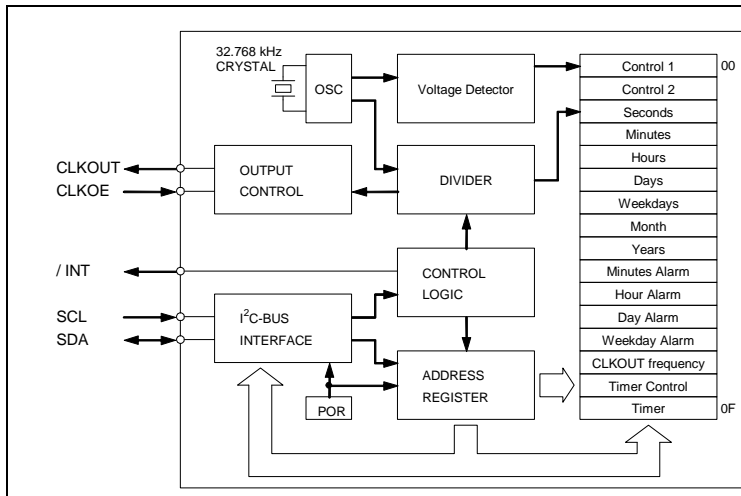 32.768 kHz
CRYSTAL
OSC
Voltage Detector
CLKOUT
CLKOE
OUTPUT
CONTROL
DIVIDER
/ INT
CONTROL
LOGIC
SCL
SDA
I²C-BUS
INTERFACE
ADDRESS
REGISTER
POR
Control 1 00
Control 2
Seconds
Minutes
Hours
Days
Weekdays
Month
Years
Minutes Alarm
Hour Alarm
Day Alarm
Weekday Alarm
CLKOUT frequency
Timer Control
Timer 0F